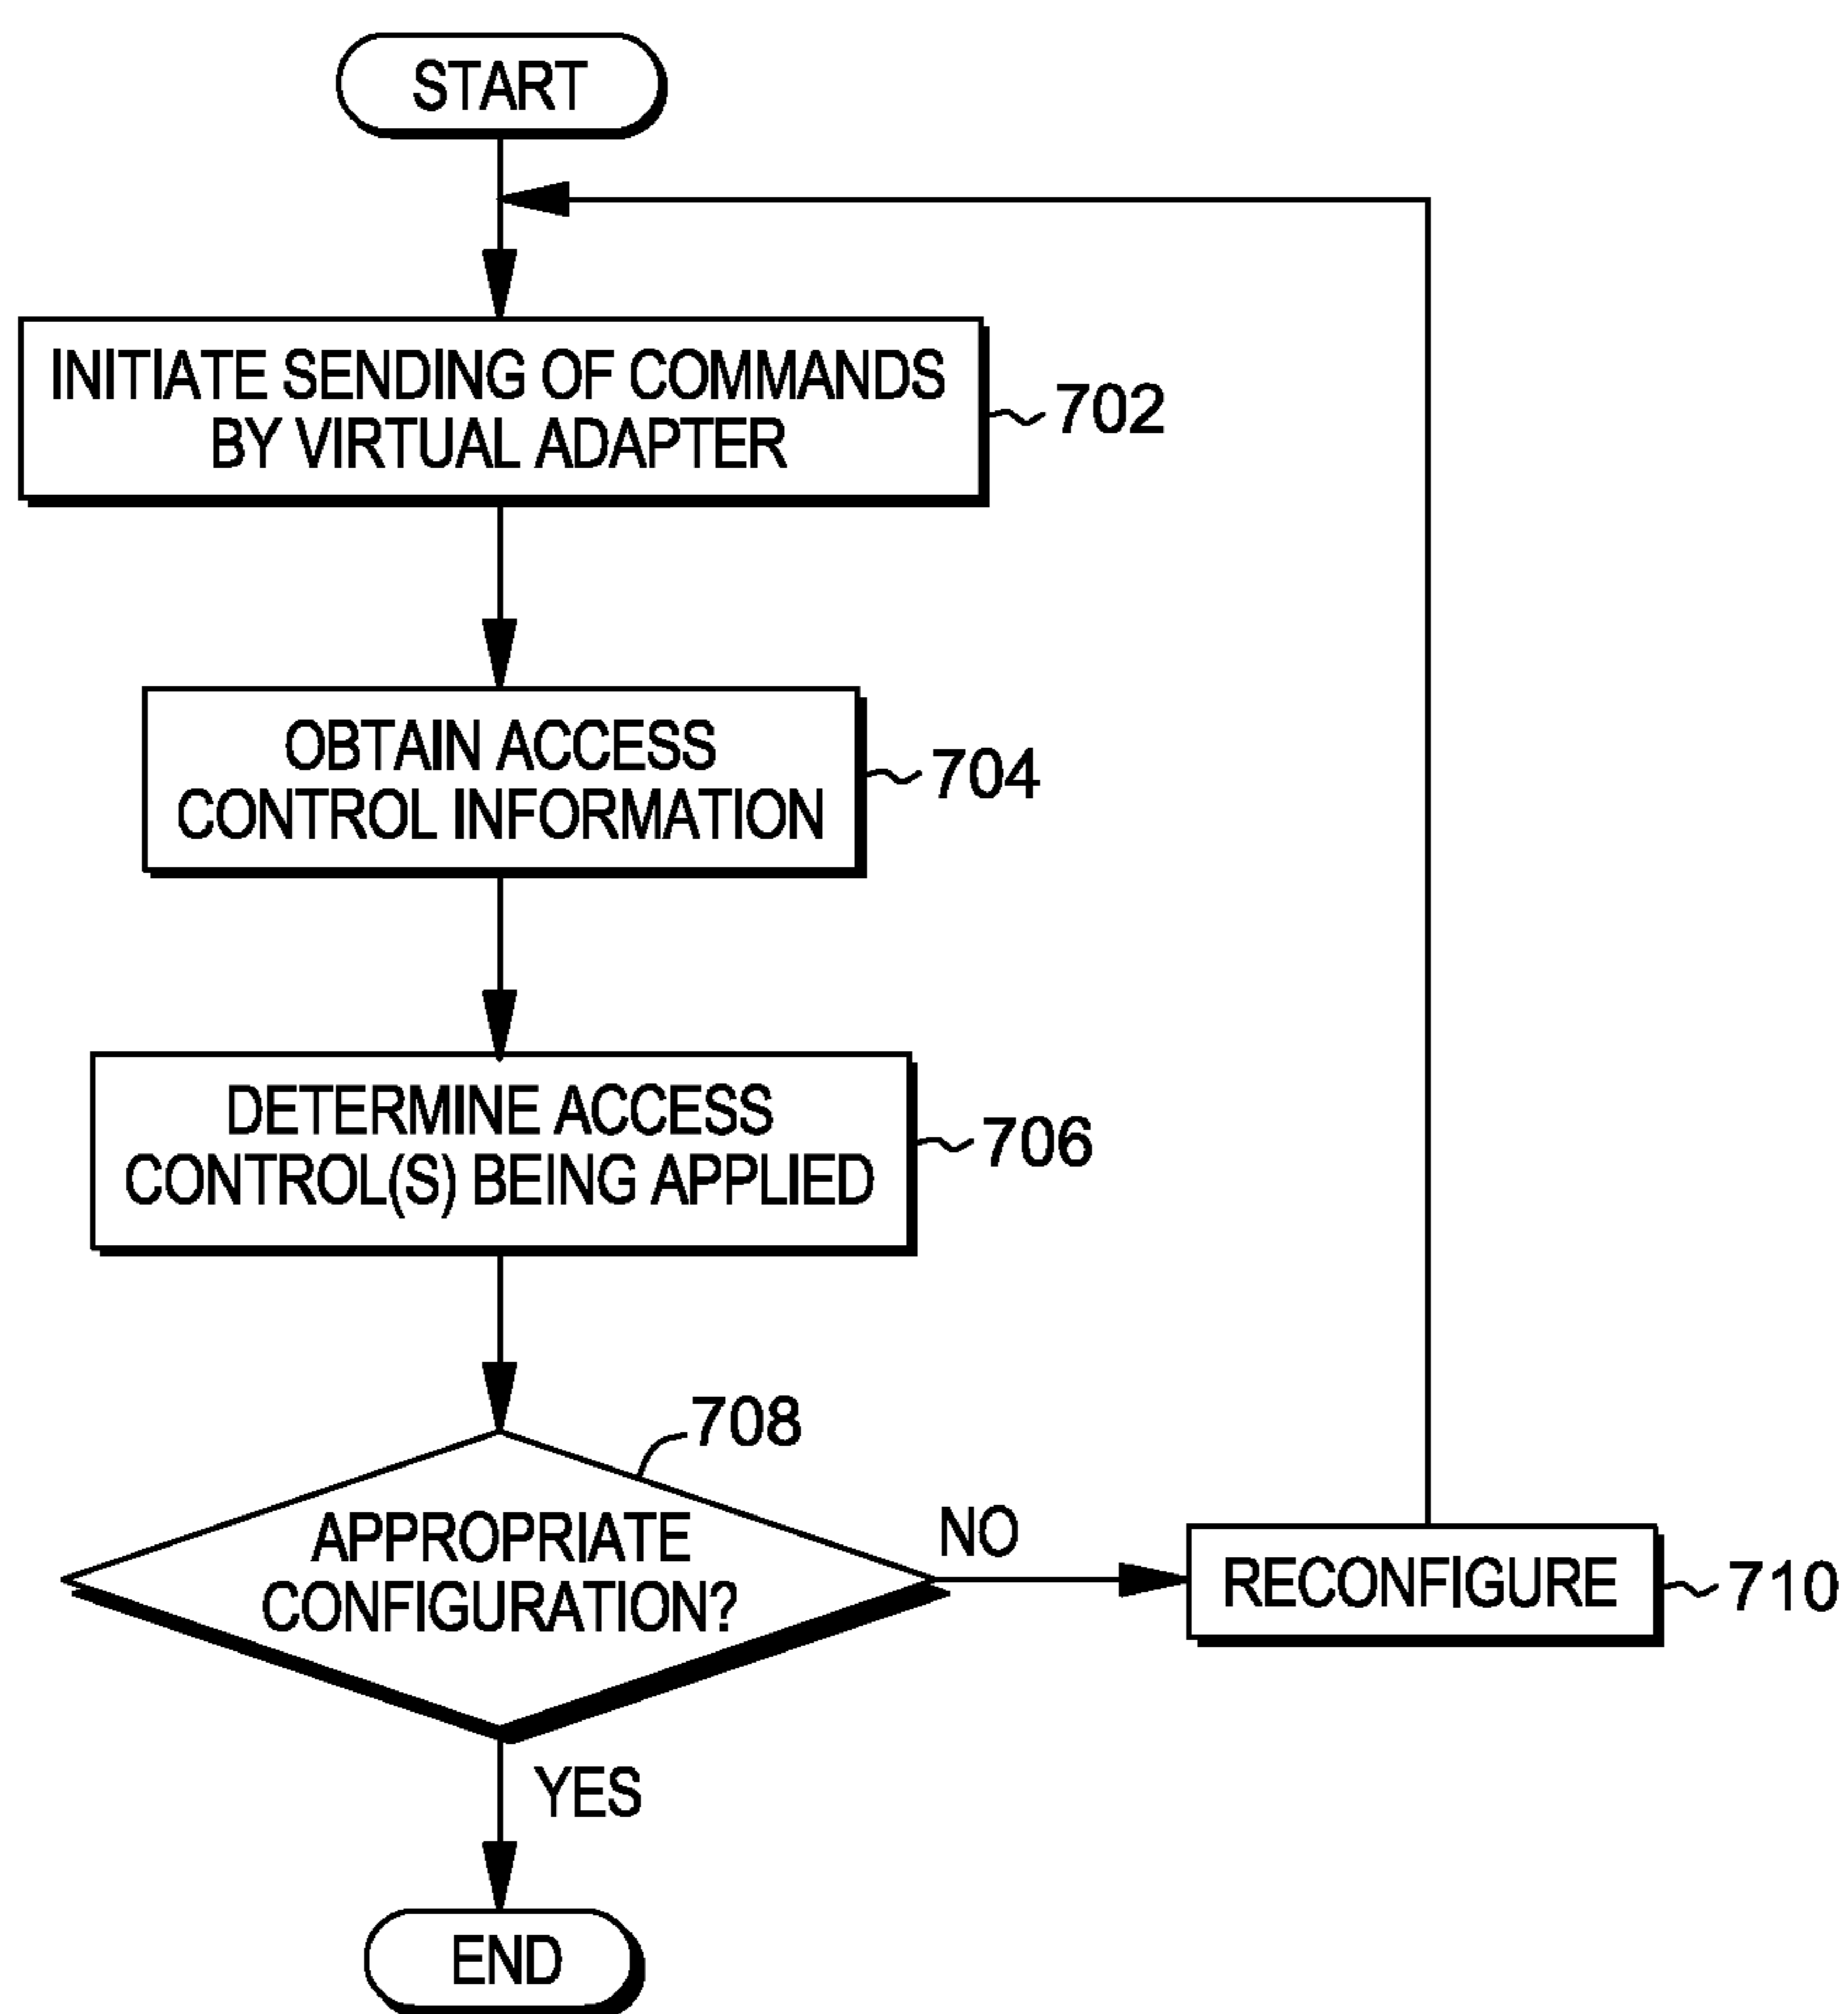 START
INITIATE SENDING OF COMMANDS
BY VIRTUAL ADAPTER
702
OBTAIN ACCESS
CONTROL INFORMATION
704
DETERMINE ACCESS
CONTROL(S) BEING APPLIED
706
708
APPROPRIATE
CONFIGURATION?
NO
RECONFIGURE
710
YES
END